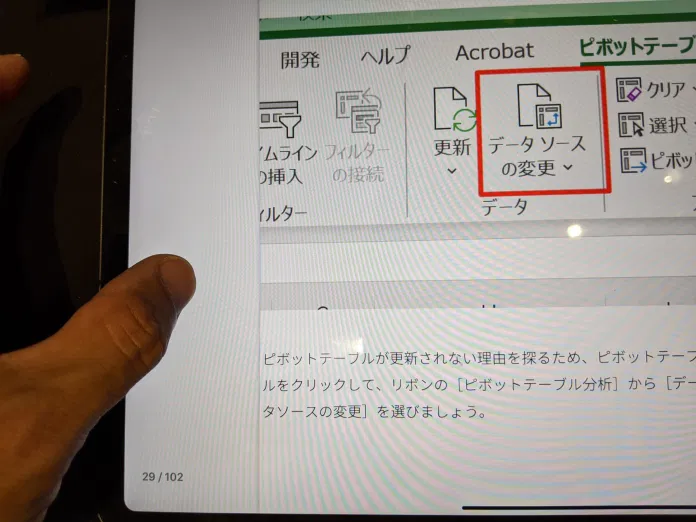 開発 ヘルプ Acrobat ピボットテーブ
更新 データ ソース
の変更
クリア
選択
ピボッ
イムライン フィルター
の挿入 の接続
ィルター データ
ピボットテーブルが更新されない理由を探るため、ピボットテーブ
ルをクリックして、リボンの［ピボットテーブル分析］から［デー
タソースの変更］を選びましょう。
29 / 102